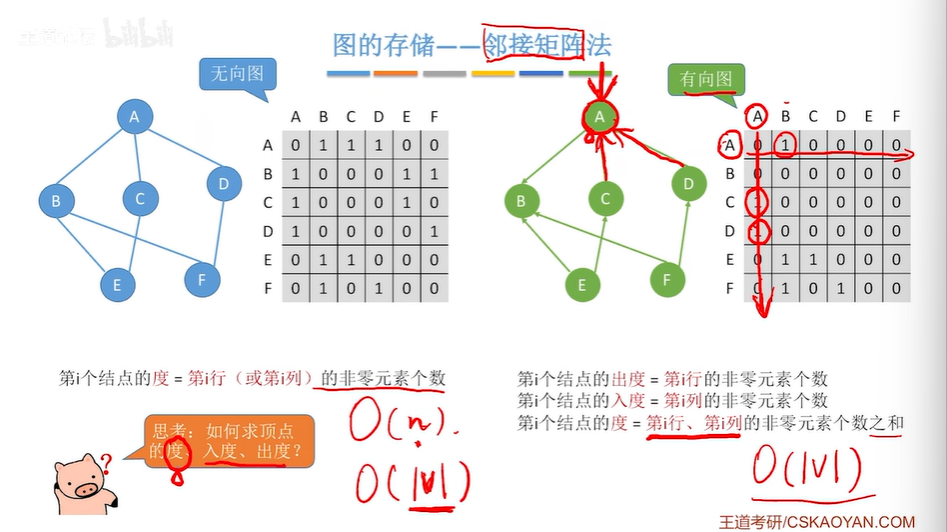 bilibili
图的存储——邻接矩阵法
无向图
A
B
C
D
E
F
A B C D E F
A 0 1 1 1 0 0
B 1 0 0 0 1 1
C 1 0 0 0 1 0
D 1 0 0 0 0 1
E 0 1 1 0 0 0
F 0 1 0 1 0 0
有向图
A
B
C
D
E
F
A B C D E F
A 0 1 0 0 0 0
B 0 0 0 0 0 0
C 1 0 0 0 0 0
D 1 0 0 0 0 0
E 0 1 1 0 0 0
F 0 1 0 1 0 0
第i个结点的度 = 第i行（或第i列）的非零元素个数
思考：如何求顶点
的度、入度、出度？
?
O(n).
O(|V|)
第i个结点的出度 = 第i行的非零元素个数
第i个结点的入度 = 第i列的非零元素个数
第i个结点的度 = 第i行、第i列的非零元素个数之和
O(|V|)
王道考研/CSKAOYAN.COM